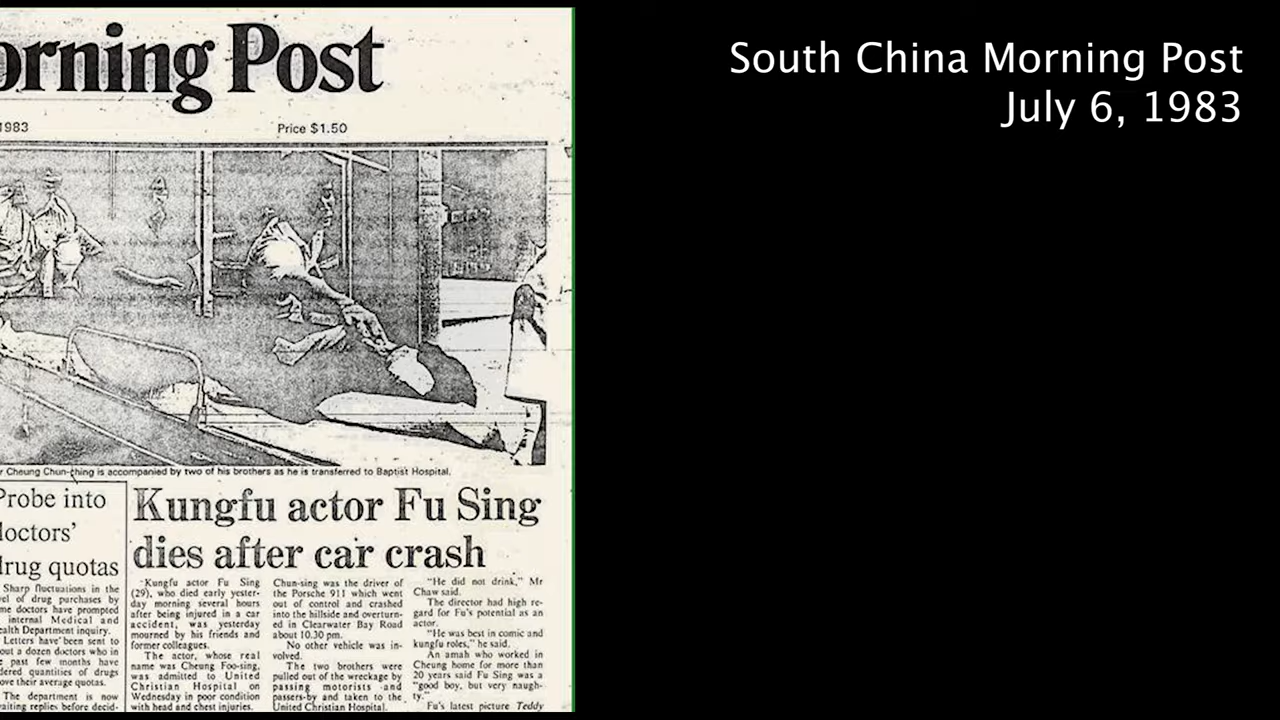 South China Morning Post
July 6, 1983
orning Post
1983
Price $1.50
r Cheung Chun-ching is accompanied by two of his brothers as he is transferred to Baptist Hospital.
Probe into
doctors'
drug quotas
Sharp fluctuations in the
vel of drug purchases by
me doctors have prompted
internal Medical and
ealth Department inquiry.
Letters have been sent to
out a dozen doctors who in
e past few months have
dered quantities of drugs
ove their average quotas.
The department is now
aiting replies before decid-
Kungfu actor Fu Sing
dies after car crash
Kungfu actor Fu Sing
(29), who died early yester-
day morning several hours
after being injured in a car
accident, was yesterday
mourned by his friends and
former colleagues.
The actor, whose real
name was Cheung Foo-sing,
was admitted to United
Christian Hospital on
Wednesday in poor condition
with head and chest injuries.
Chun-sing was the driver of
the Porsche 911 which went
out of control and crashed
into the hillside and overturn-
ed in Clearwater Bay Road
about 10.30 pm.
No other vehicle was in-
volved.
The two brothers were
pulled out of the wreckage by
passing motorists and
passers-by and taken to the
United Christian Hospital.
"He did not drink," Mr
Chaw said.
The director had high re-
gard for Fu's potential as an
actor.
"He was best in comic and
kungfu roles," he said.
An amah who worked in
Cheung home for more than
20 years said Fu Sing was a
"good boy, but very naugh-
ty."
Fu's latest picture Teddy